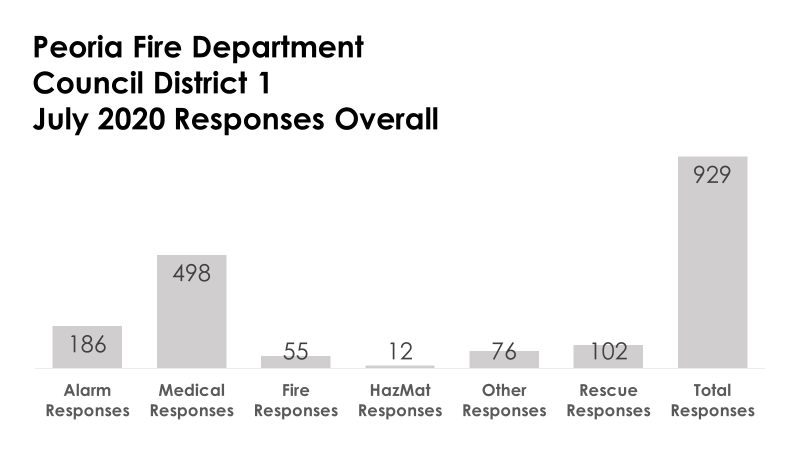 Peoria Fire Department
Council District 1
July 2020 Responses Overall
929
498
186
55
12
76
102
Alarm Responses
Medical Responses
Fire Responses
HazMat Responses
Other Responses
Rescue Responses
Total Responses